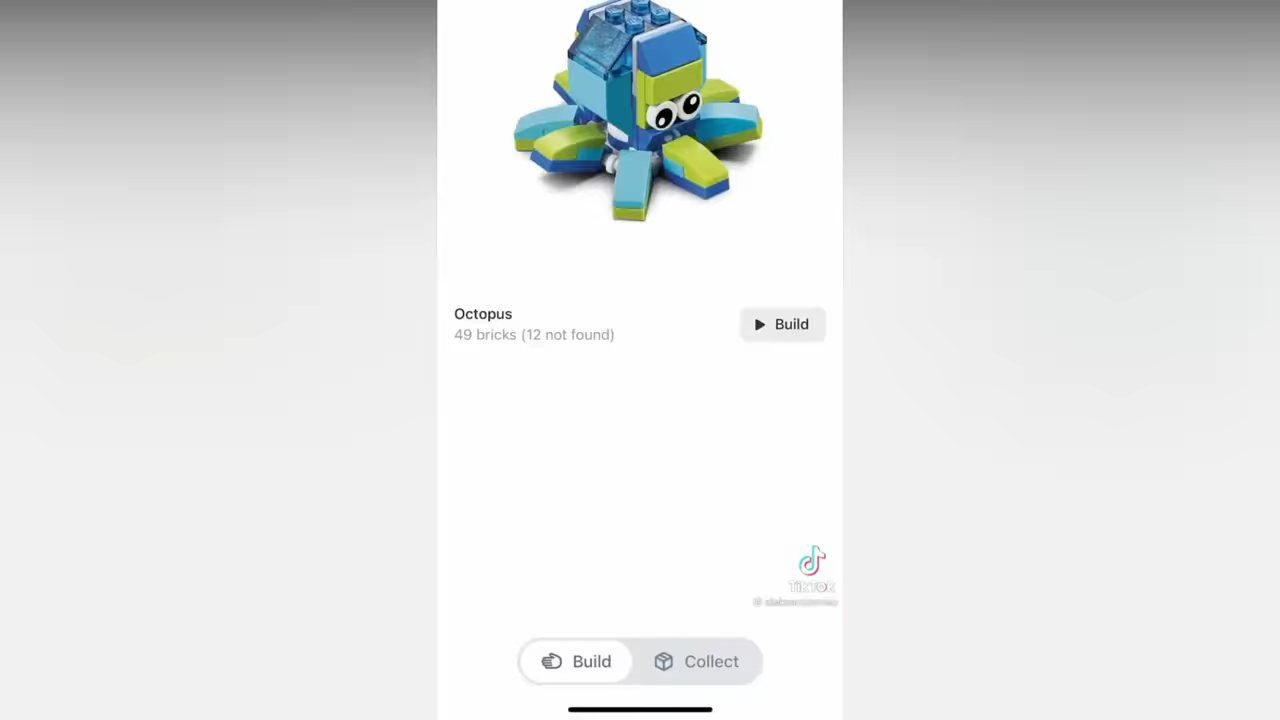 Octopus
49 bricks (12 not found)
Build
TikTok
Build
Collect